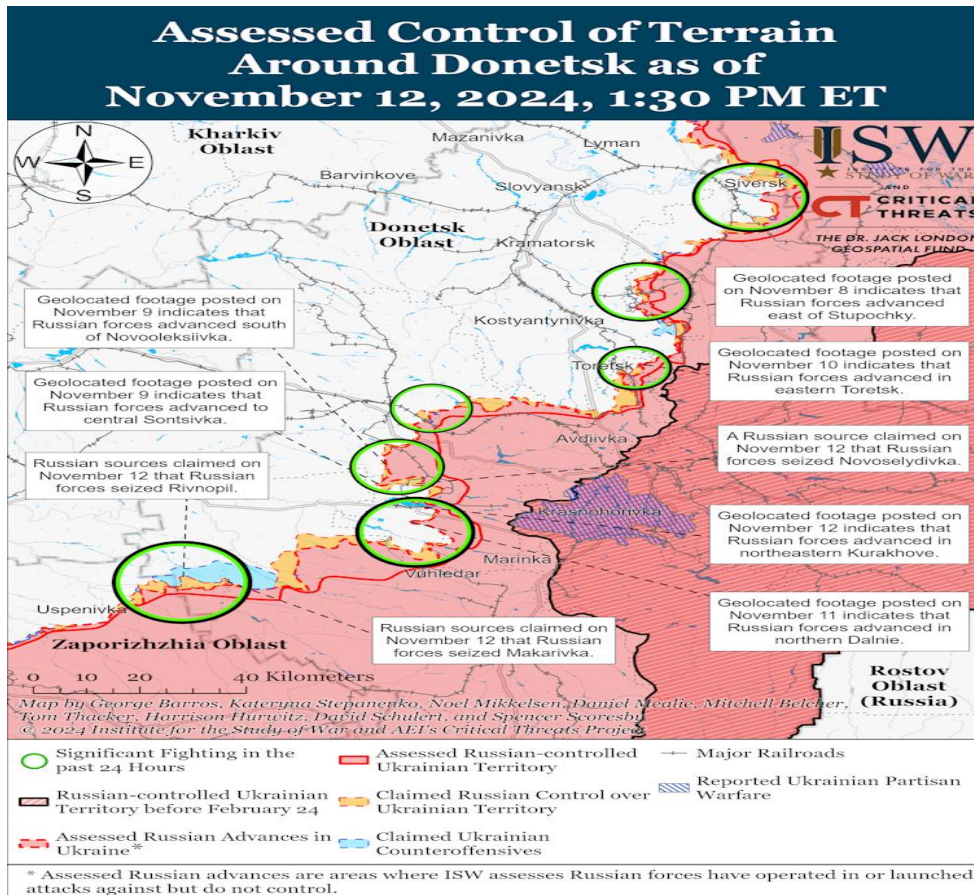 Assessed Control of Terrain
Around Donetsk as of
November 12, 2024, 1:30 PM ET
N
W
E
S
Kharkiv
Oblast
Mazanivka
Lyman
ISW
INSTITUTE FOR THE
STUDY OF WAR
AND
CT CRITICAL
THREATS
THE DR. JACK LONDON
GEOSPATIAL FUND
Barvinkove
Slovyansk
Siversk
Donetsk
Oblast
Kramatorsk
Geolocated footage posted on
November 9 indicates that
Russian forces advanced south
of Novooleksiivka.
Kostyantynivka
Geolocated footage posted
on November 8 indicates that
Russian forces advanced
east of Stupochky.
Toretsk
Geolocated footage posted on
November 10 indicates that
Russian forces advanced in
eastern Toretsk.
Geolocated footage posted on
November 9 indicates that
Russian forces advanced to
central Sontsivka.
Avdiivka
A Russian source claimed on
November 12 that Russian
forces seized Novoselydivka.
Russian sources claimed on
November 12 that Russian
forces seized Rivnopil.
Krasnohorivka
Geolocated footage posted on
November 12 indicates that
Russian forces advanced in
northeastern Kurakhove.
Marinka
Vuhledar
Uspenivka
Geolocated footage posted on
November 11 indicates that
Russian forces advanced in
northern Dalnie.
Russian sources claimed on
November 12 that Russian
forces seized Makarivka.
Zaporizhzhia Oblast
Rostov
Oblast
(Russia)
0 20 40 Kilometers
Map by George Barros, Kateryna Stepanenko, Noel Mikkelsen, Daniel Mealie, Mitchell Belcher,
Tom Thacker, Harrison Hurwitz, David Schulert, and Spencer Scoresby
© 2024 Institute for the Study of War and AEI's Critical Threats Project
Significant Fighting in the
past 24 Hours
Russian-controlled Ukrainian
Territory before February 24
Assessed Russian Advances in
Ukraine*
Assessed Russian-controlled
Ukrainian Territory
Claimed Russian Control over
Ukrainian Territory
Claimed Ukrainian
Counteroffensives
Major Railroads
Reported Ukrainian Partisan
Warfare
* Assessed Russian advances are areas where ISW assesses Russian forces have operated in or launched
attacks against but do not control.